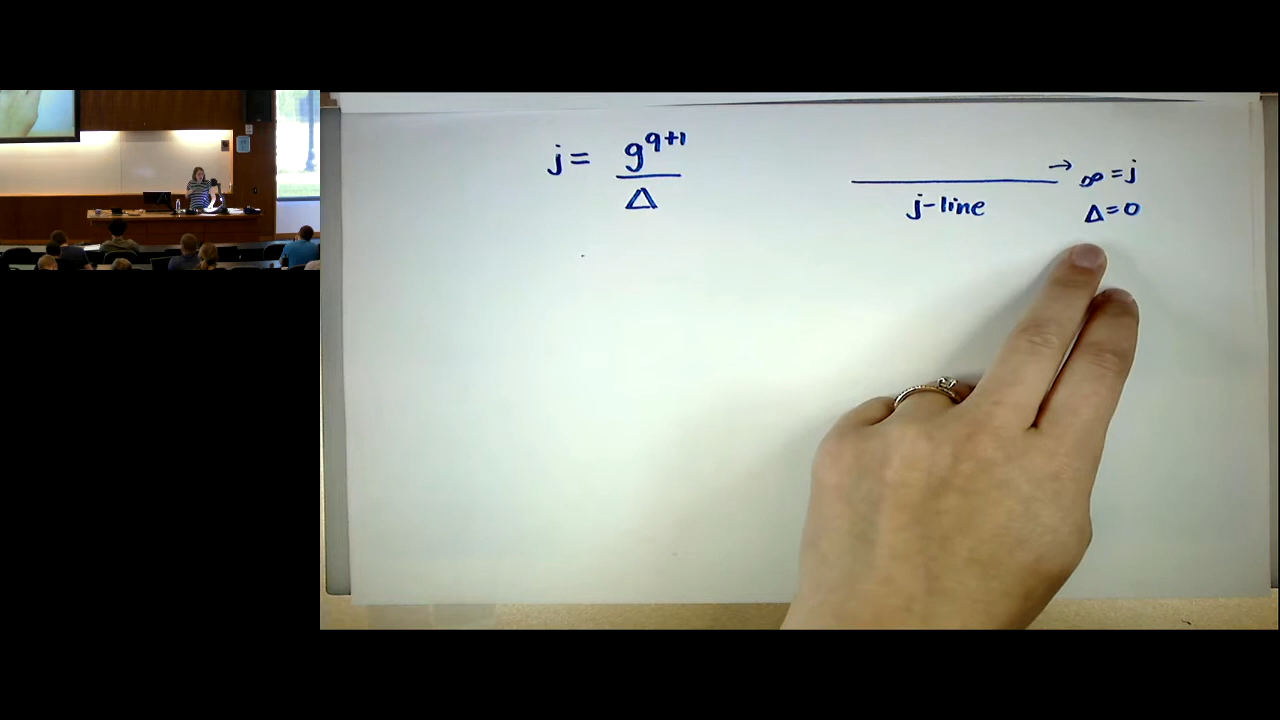 j = g^{q+1} / Δ
→ ∞ = j
j-line
Δ = 0